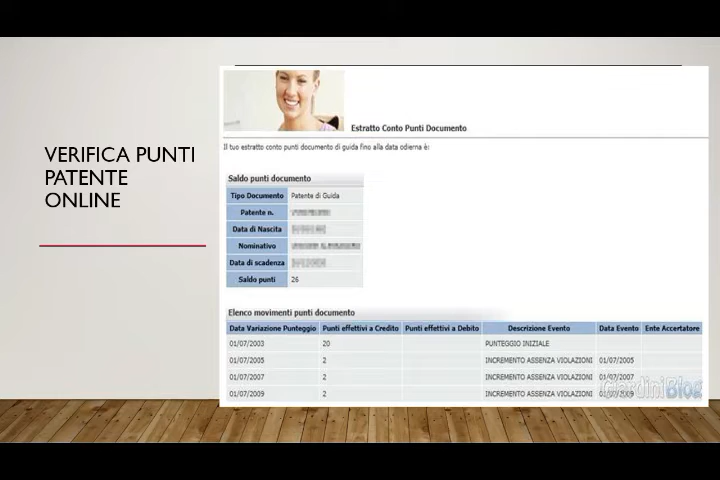 VERIFICA PUNTI
PATENTE
ONLINE
Estratto Conto Punti Documento
Il tuo estratto conto punti documento di guida fino alla data odierna è:
Saldo punti documento
Tipo Documento Patente di Guida
Patente n.
Data di Nascita
Nominativo
Data di scadenza
Saldo punti 26
Elenco movimenti punti documento
Data Variazione Punteggio Punti effettivi a Credito Punti effettivi a Debito Descrizione Evento Data Evento Ente Accertatore
01/07/2003 20 PUNTEGGIO INIZIALE
01/07/2005 2 INCREMENTO ASSENZA VIOLAZIONI 01/07/2005
01/07/2007 2 INCREMENTO ASSENZA VIOLAZIONI 01/07/2007
01/07/2009 2 INCREMENTO ASSENZA VIOLAZIONI 01/07/2009
GiardiniBlog